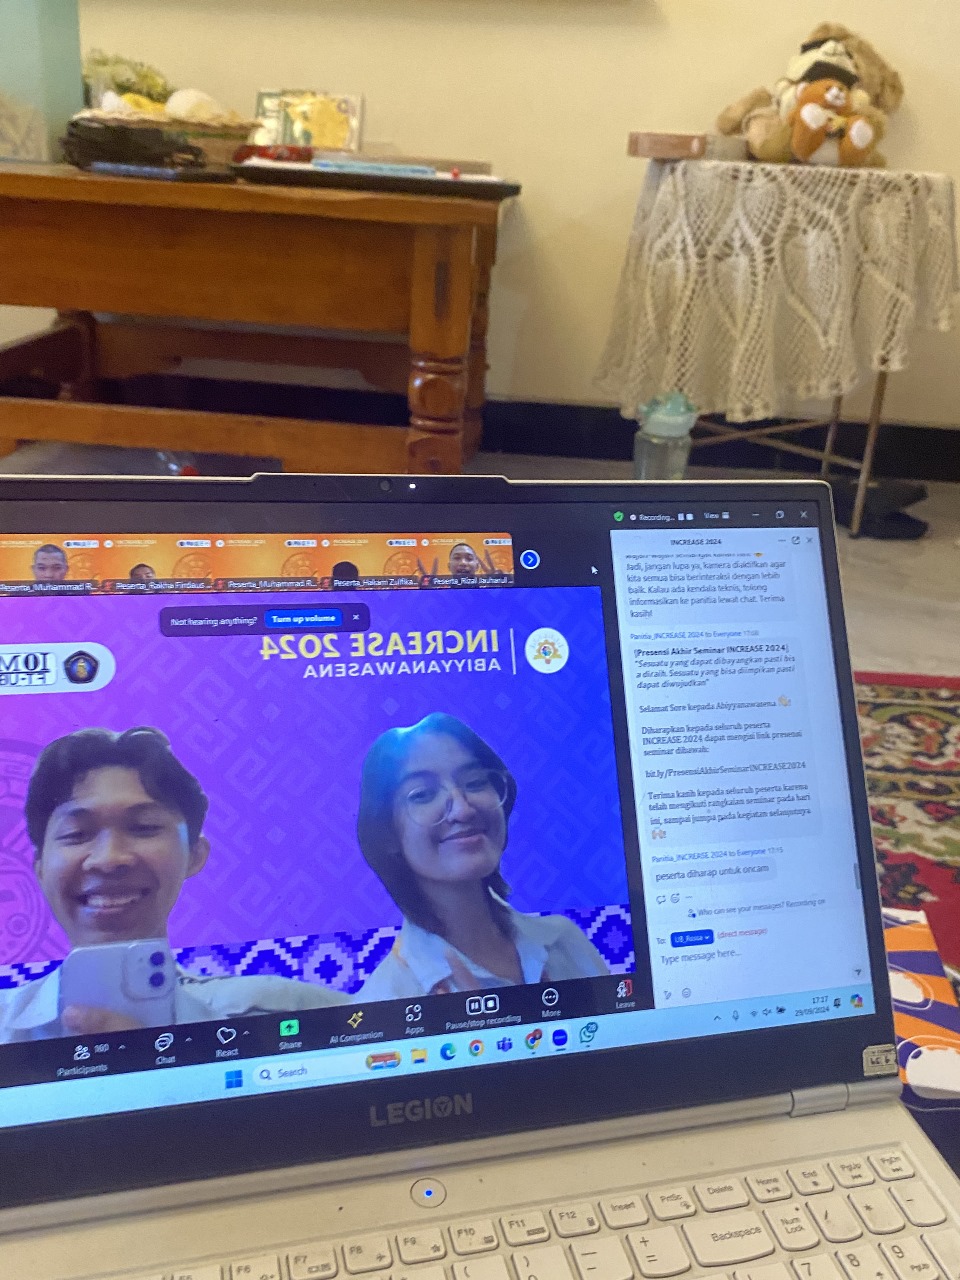 Recording...
View
INCREASE 2024
Jadi, jangan lupa ya, kamera diaktifkan agar
kita semua bisa berinteraksi dengan lebih
baik. Kalau ada kendala teknis, tolong
informasikan ke panitia lewat chat. Terima
kasih!
Panitia_INCREASE 2024 to Everyone 17:08
[Presensi Akhir Seminar INCREASE 2024]
"Sesuatu yang dapat dibayangkan pasti bis
a diraih. Sesuatu yang bisa diimpikan pasti
dapat diwujudkan"
Selamat Sore kepada Abiyyanawasena
Diharapkan kepada seluruh peserta
INCREASE 2024 dapat mengisi link presensi
seminar dibawah:
bit.ly/PresensiAkhirSeminarINCREASE2024
Terima kasih kepada seluruh peserta karena
telah mengikuti rangkaian seminar pada hari
ini, sampai jumpa pada kegiatan selanjutnya
Panitia_INCREASE 2024 to Everyone 17:15
peserta diharap untuk oncam
Who can see your messages? Recording on
To:
(direct message)
Type message here...
Peserta_Muhammad R...
Peserta_Rakha Firdaus ...
Peserta_Muhammad R...
Peserta_Hakam Zulfika...
Peserta_Rizal Jauharul ...
Not hearing anything?
Turn up volume
INCREASE 2024
ABIYYANAWASENA
Participants
160
Chat
React
Share
AI Companion
Apps
Pause/stop recording
More
Leave
Search
17:17
29/09/2024
LEGION
F6
F7
F8
F9
F10
F11
F12
Insert
PrtSc
Delete
Home
End
PgUp
PgDn
Backspace
Num
Lock
/
*
-
(
)
+
=
7
8
9
PgUp